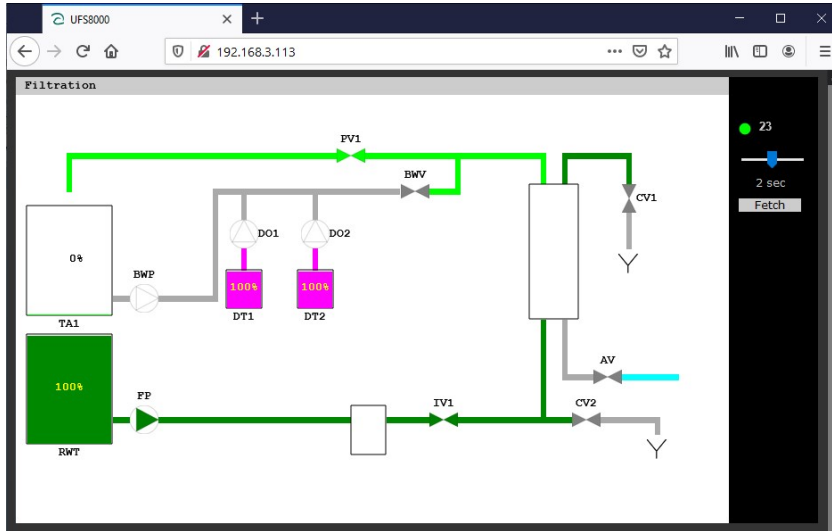 UFS8000
192.168.3.113
Filtration
23
2 sec
Fetch
PV1
BWV
CV1
DO1
DO2
0%
BWP
100%
100%
TA1
DT1
DT2
AV
100%
FP
IV1
CV2
RWT